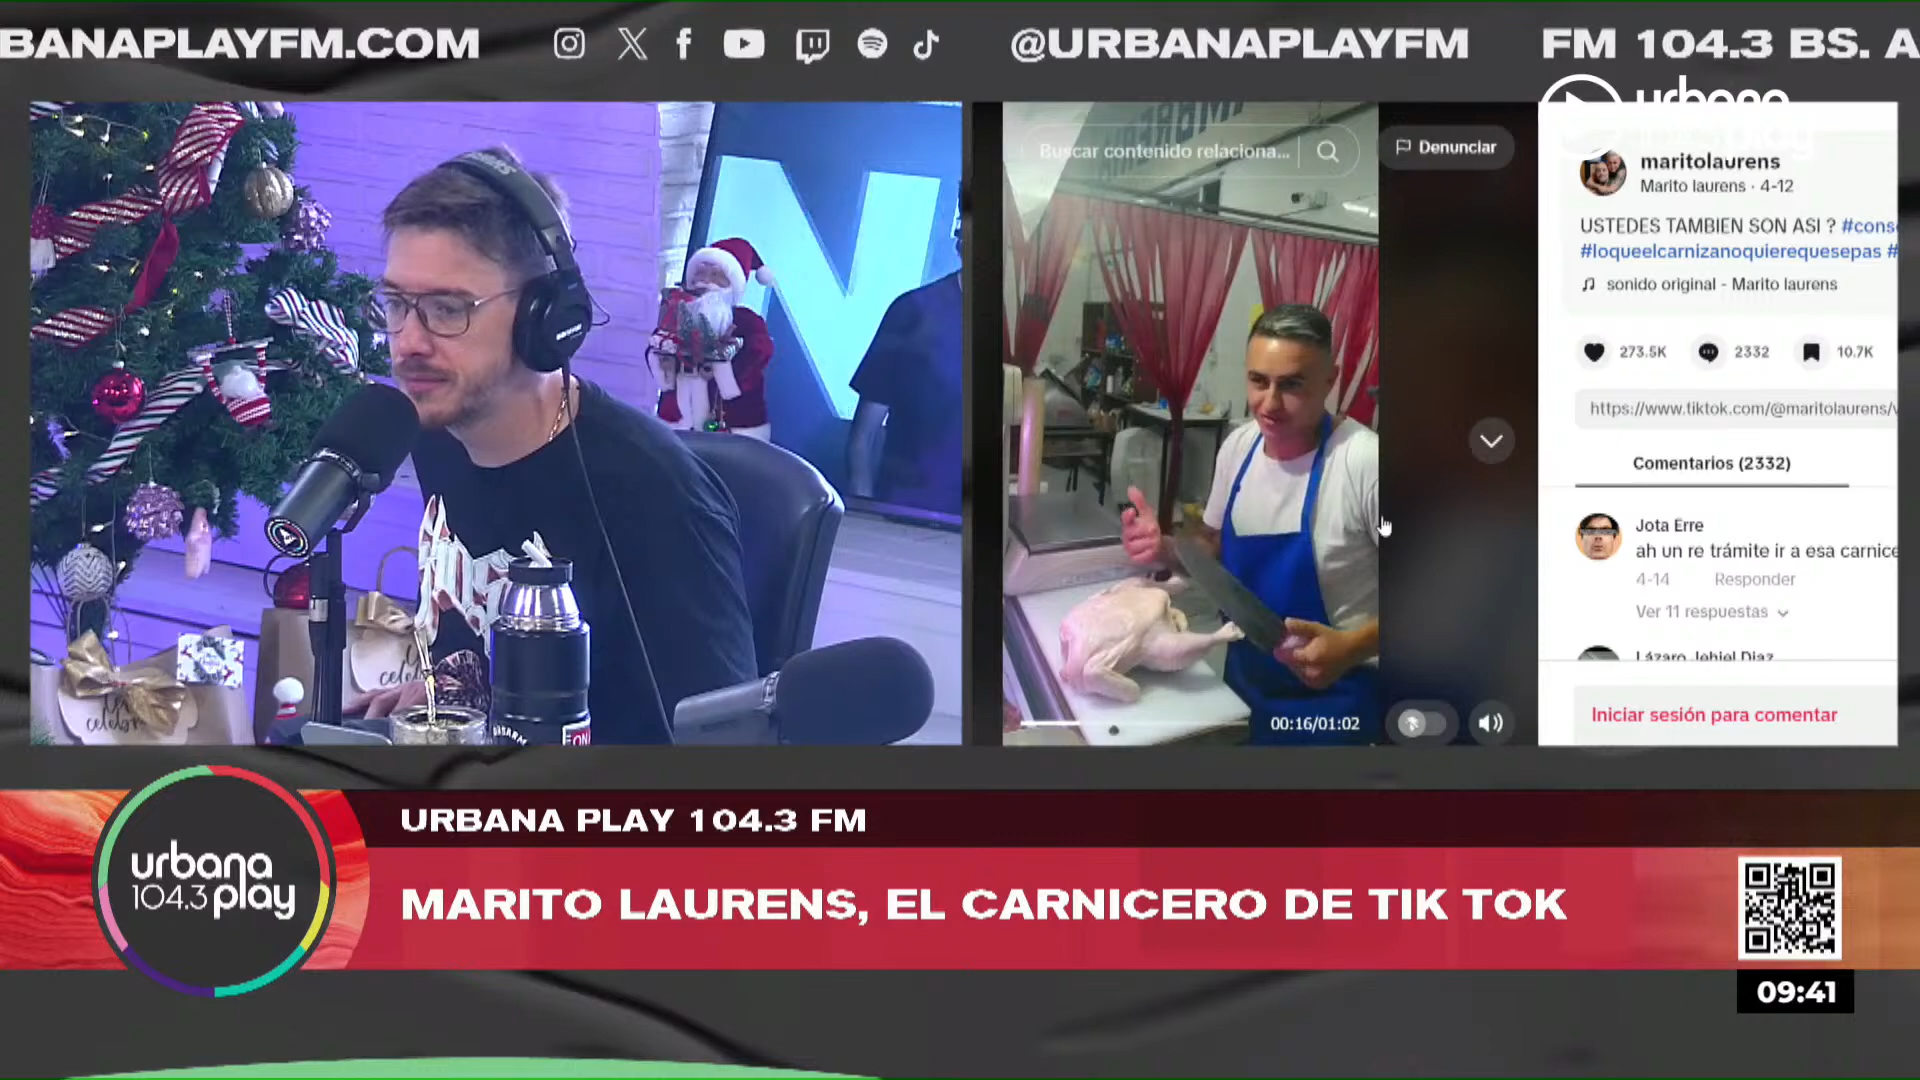 BANAPLAYFM.COM
@URBANAPLAYFM
FM 104.3 BS. A
urbana
Buscar contenido relaciona...
Denunciar
maritolaurens
Marito laurens · 4-12
USTEDES TAMBIEN SON ASI ? #cons
#loqueelcarnizanoquierequesepas #
sonido original - Marito laurens
273.5K
2332
10.7K
https://www.tiktok.com/@maritolaurens/v
Comentarios (2332)
Jota Erre
ah un re trámite ir a esa carnice
4-14 Responder
Ver 11 respuestas
Lázaro Jehiel Diaz
Iniciar sesión para comentar
00:16/01:02
URBANA PLAY 104.3 FM
urbana
104.3 play
MARITO LAURENS, EL CARNICERO DE TIK TOK
09:41